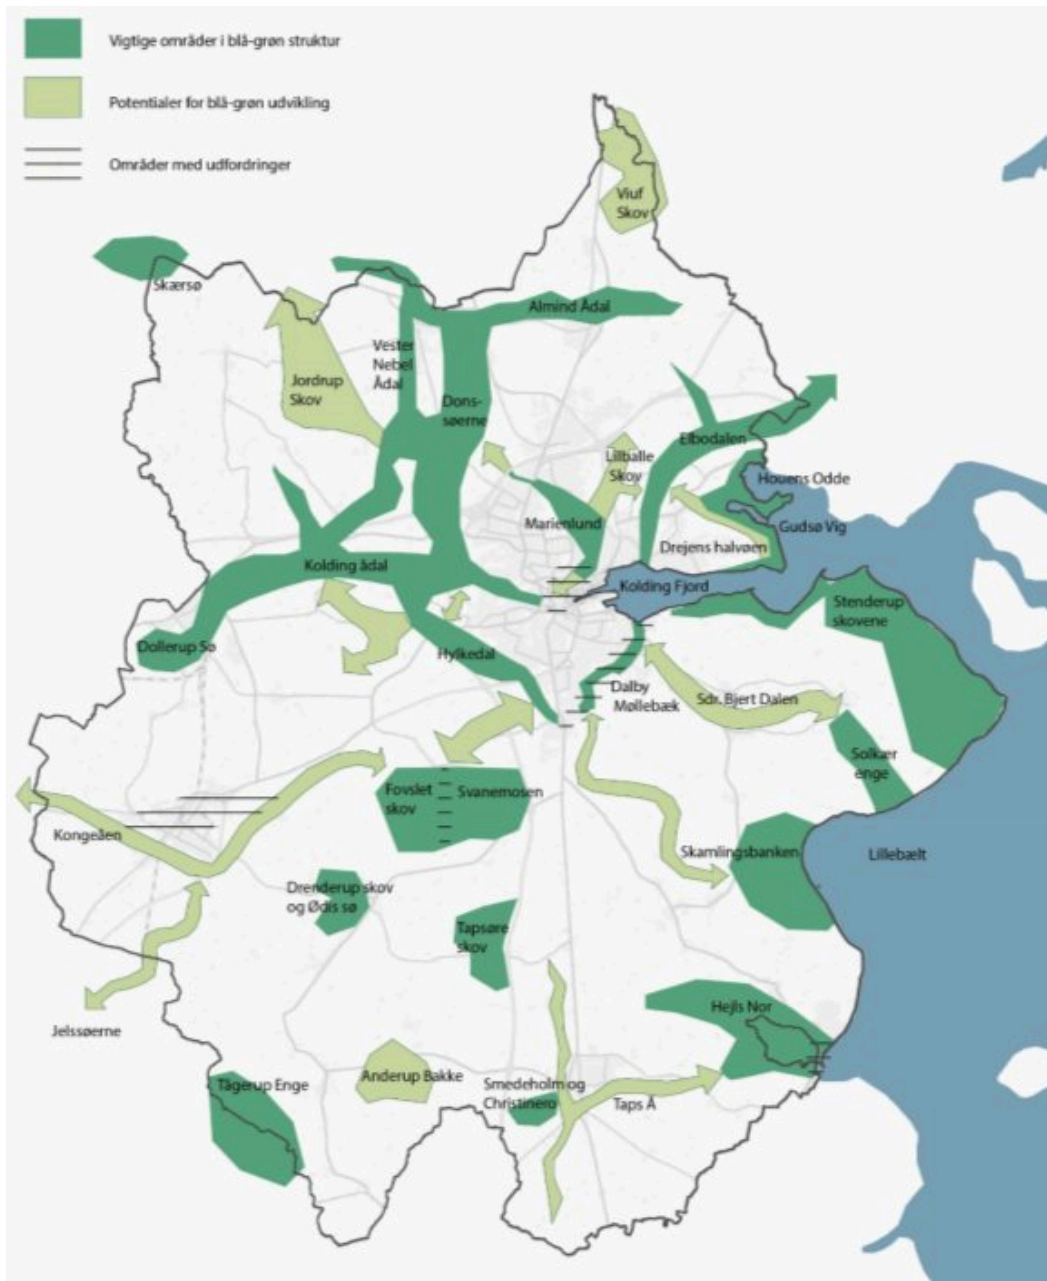 Vigtige områder i blå-grøn struktur
Potentialer for blå-grøn udvikling
Områder med udfordringer
Viuf
Skov
Skærsø
Almind Ådal
Vester
Nebel
Ådal
Jordrup
Skov
Dons-
søerne
Elbodalen
Lillballe
Skov
Houens Odde
Marienlund
Gudsø Vig
Drejens halvøen
Kolding ådal
Kolding Fjord
Stenderup
skovene
Dollerup Sø
Hylkedal
Dalby
Møllebæk
Sdr. Bjert Dalen
Solkær
enge
Fovslet
skov
Svanemosen
Kongeåen
Skamlingsbanken
Lillebælt
Drenderup skov
og Ødis sø
Tapsøre
skov
Hejls Nor
Jelssøerne
Tågerup Enge
Anderup Bakke
Smedeholm og
Christinero
Taps Å